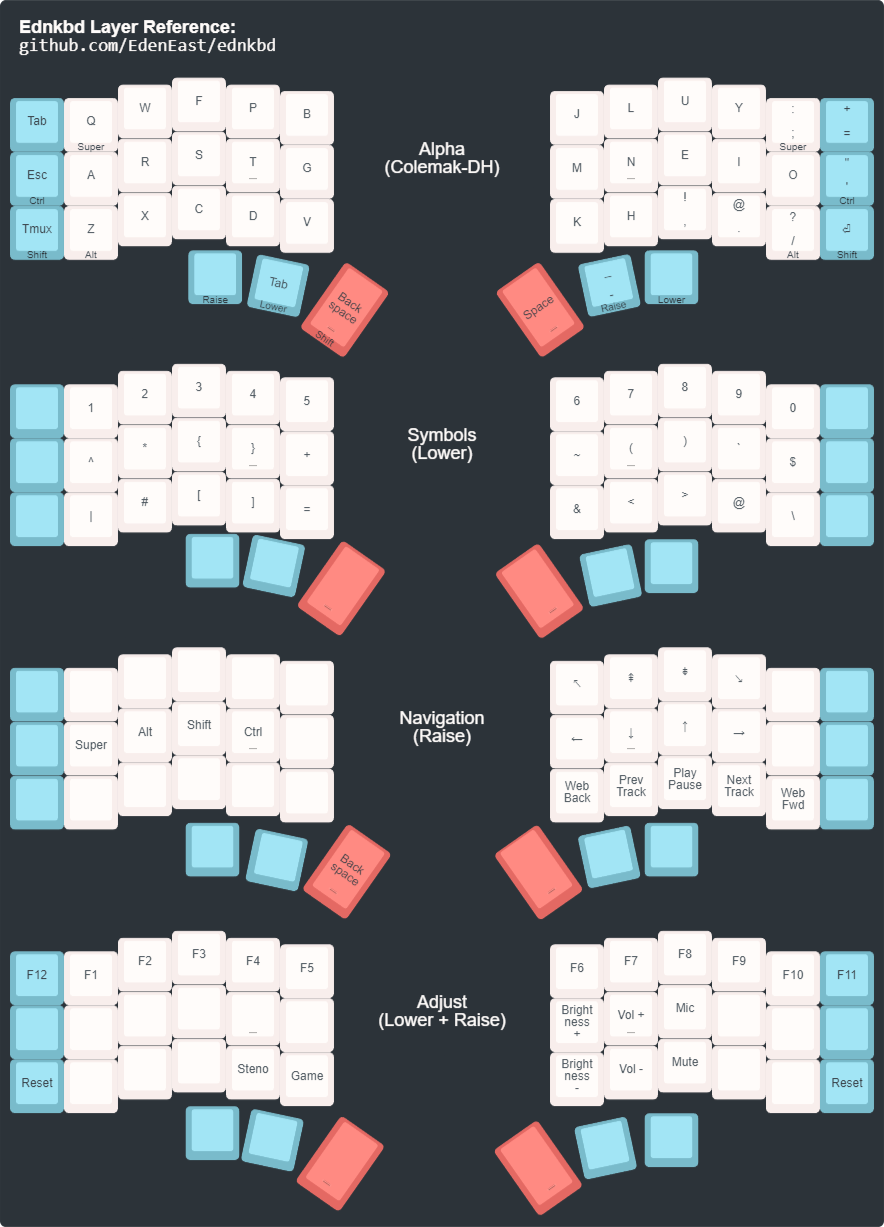 Ednkbd Layer Reference:
github.com/EdenEast/ednkbd
Alpha
(Colemak-DH)
Tab Q W F P B
Super
Esc A R S T G
Ctrl _
Tmux Z X C D V
Shift Alt
Raise
Tab
Lower
Back
space
_
Shift
J L U Y : +
; =
Super
M N E I O "
_ '
Ctrl
K H ! @ ? ⏎
, . /
Alt Shift
Space
_
_
-
Raise
Lower
Symbols
(Lower)
1 2 3 4 5
^ * { } +
_
| # [ ] =
_
6 7 8 9 0
~ ( ) ` $
_
& < > @ \
_
Navigation
(Raise)
Super Alt Shift Ctrl
_
Back
space
_
↖ ⇞ ⇟ ↘
← ↓ ↑ →
_
Web
Back
Prev
Track
Play
Pause
Next
Track
Web
Fwd
_
Adjust
(Lower + Raise)
F12 F1 F2 F3 F4 F5
_
Reset Steno Game
_
F6 F7 F8 F9 F10 F11
Bright
ness
+
Vol +
_
Mic
Bright
ness
-
Vol -
Mute
Reset
_